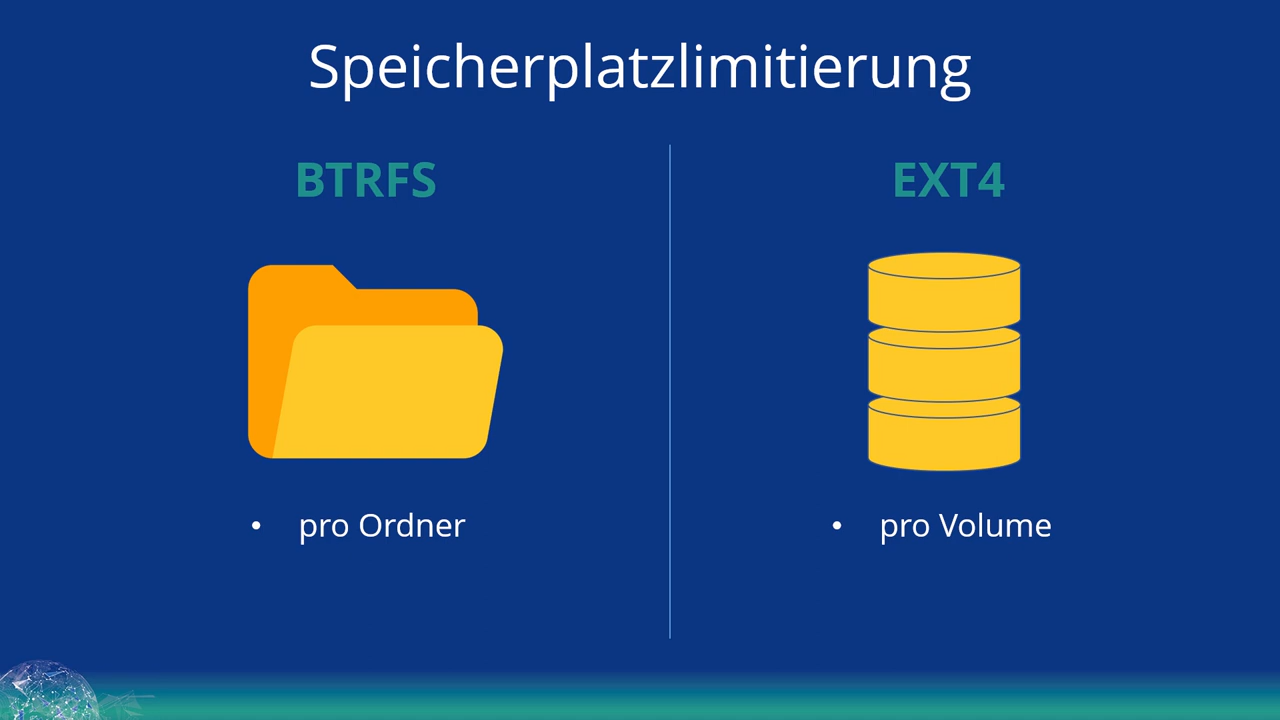 Speicherplatzlimitierung
BTRFS
• pro Ordner
EXT4
• pro Volume